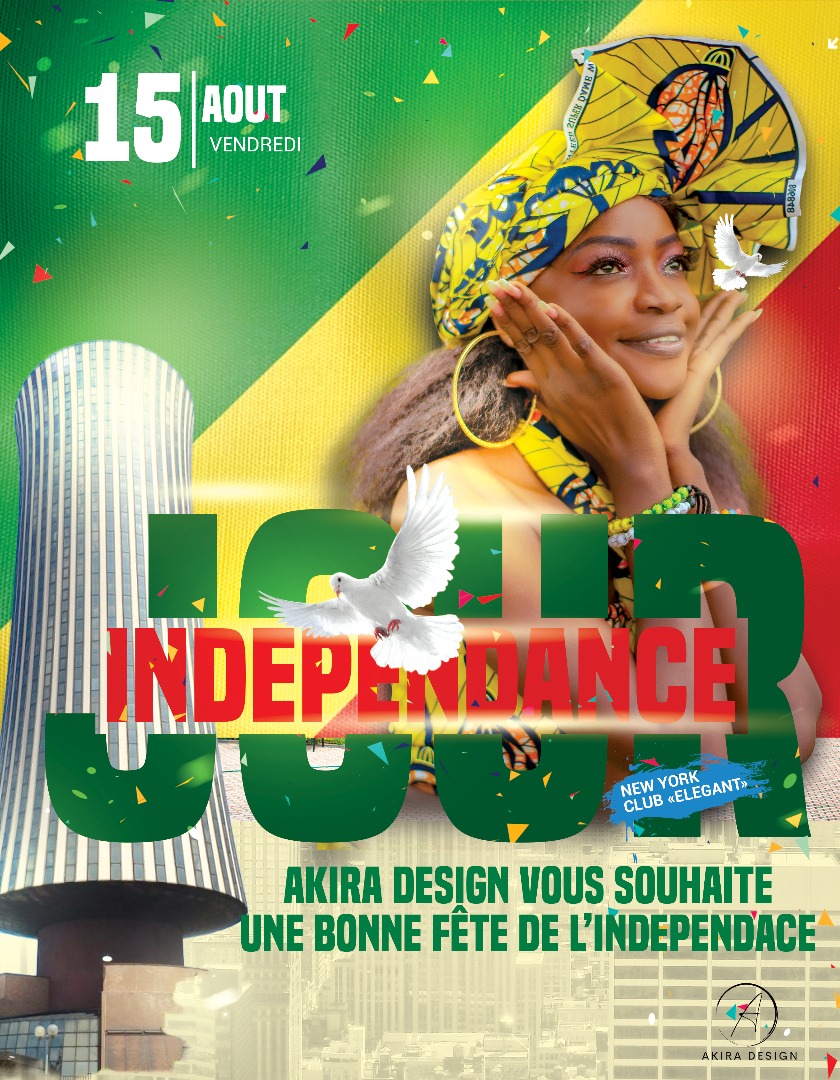 15
AOUT
VENDREDI
JOUR
INDEPENDANCE
NEW YORK
CLUB «ELEGANT»
AKIRA DESIGN VOUS SOUHAITE
UNE BONNE FÊTE DE L'INDEPENDACE
AKIRA DESIGN